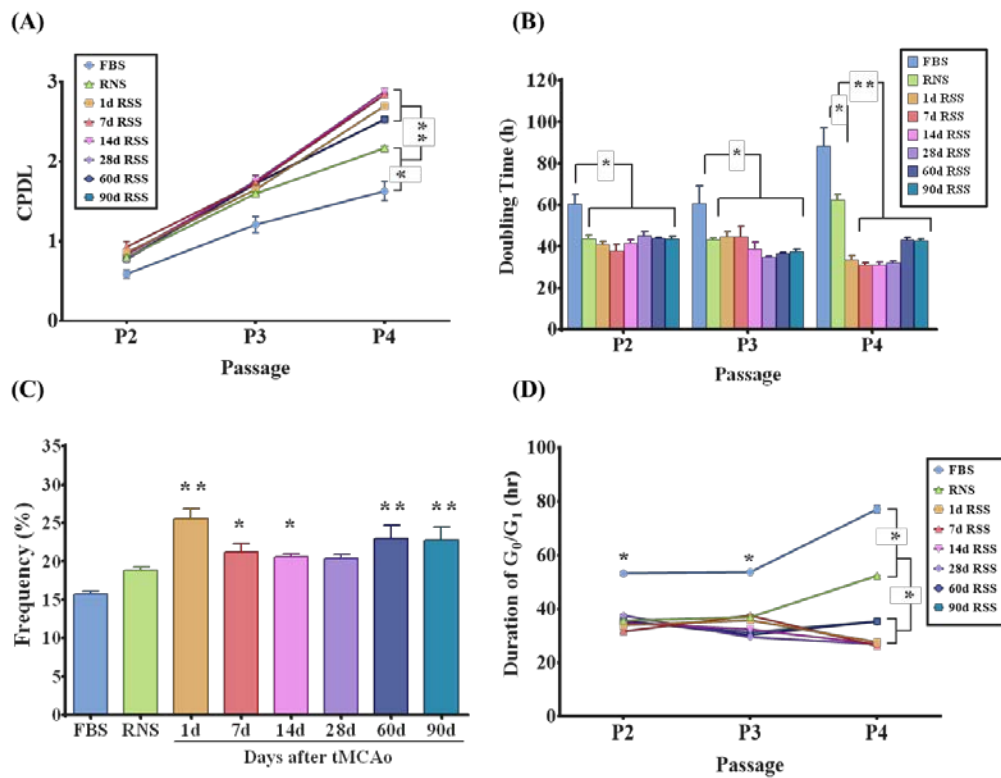 (A)
FBS
RNS
1d RSS
7d RSS
14d RSS
28d RSS
60d RSS
90d RSS
CPDL
3
2
1
0
**
*
P2 P3 P4
Passage
(B)
FBS
RNS
1d RSS
7d RSS
14d RSS
28d RSS
60d RSS
90d RSS
Doubling Time (h)
120
100
80
60
40
20
0
*
*
*
**
P2 P3 P4
Passage
(C)
Frequency (%)
35
30
25
20
15
10
5
0
** * * ** **
FBS RNS 1d 7d 14d 28d 60d 90d
Days after tMCAo
(D)
Duration of G0/G1 (hr)
100
80
60
40
20
0
* * *
*
P2 P3 P4
Passage
FBS
RNS
1d RSS
7d RSS
14d RSS
28d RSS
60d RSS
90d RSS